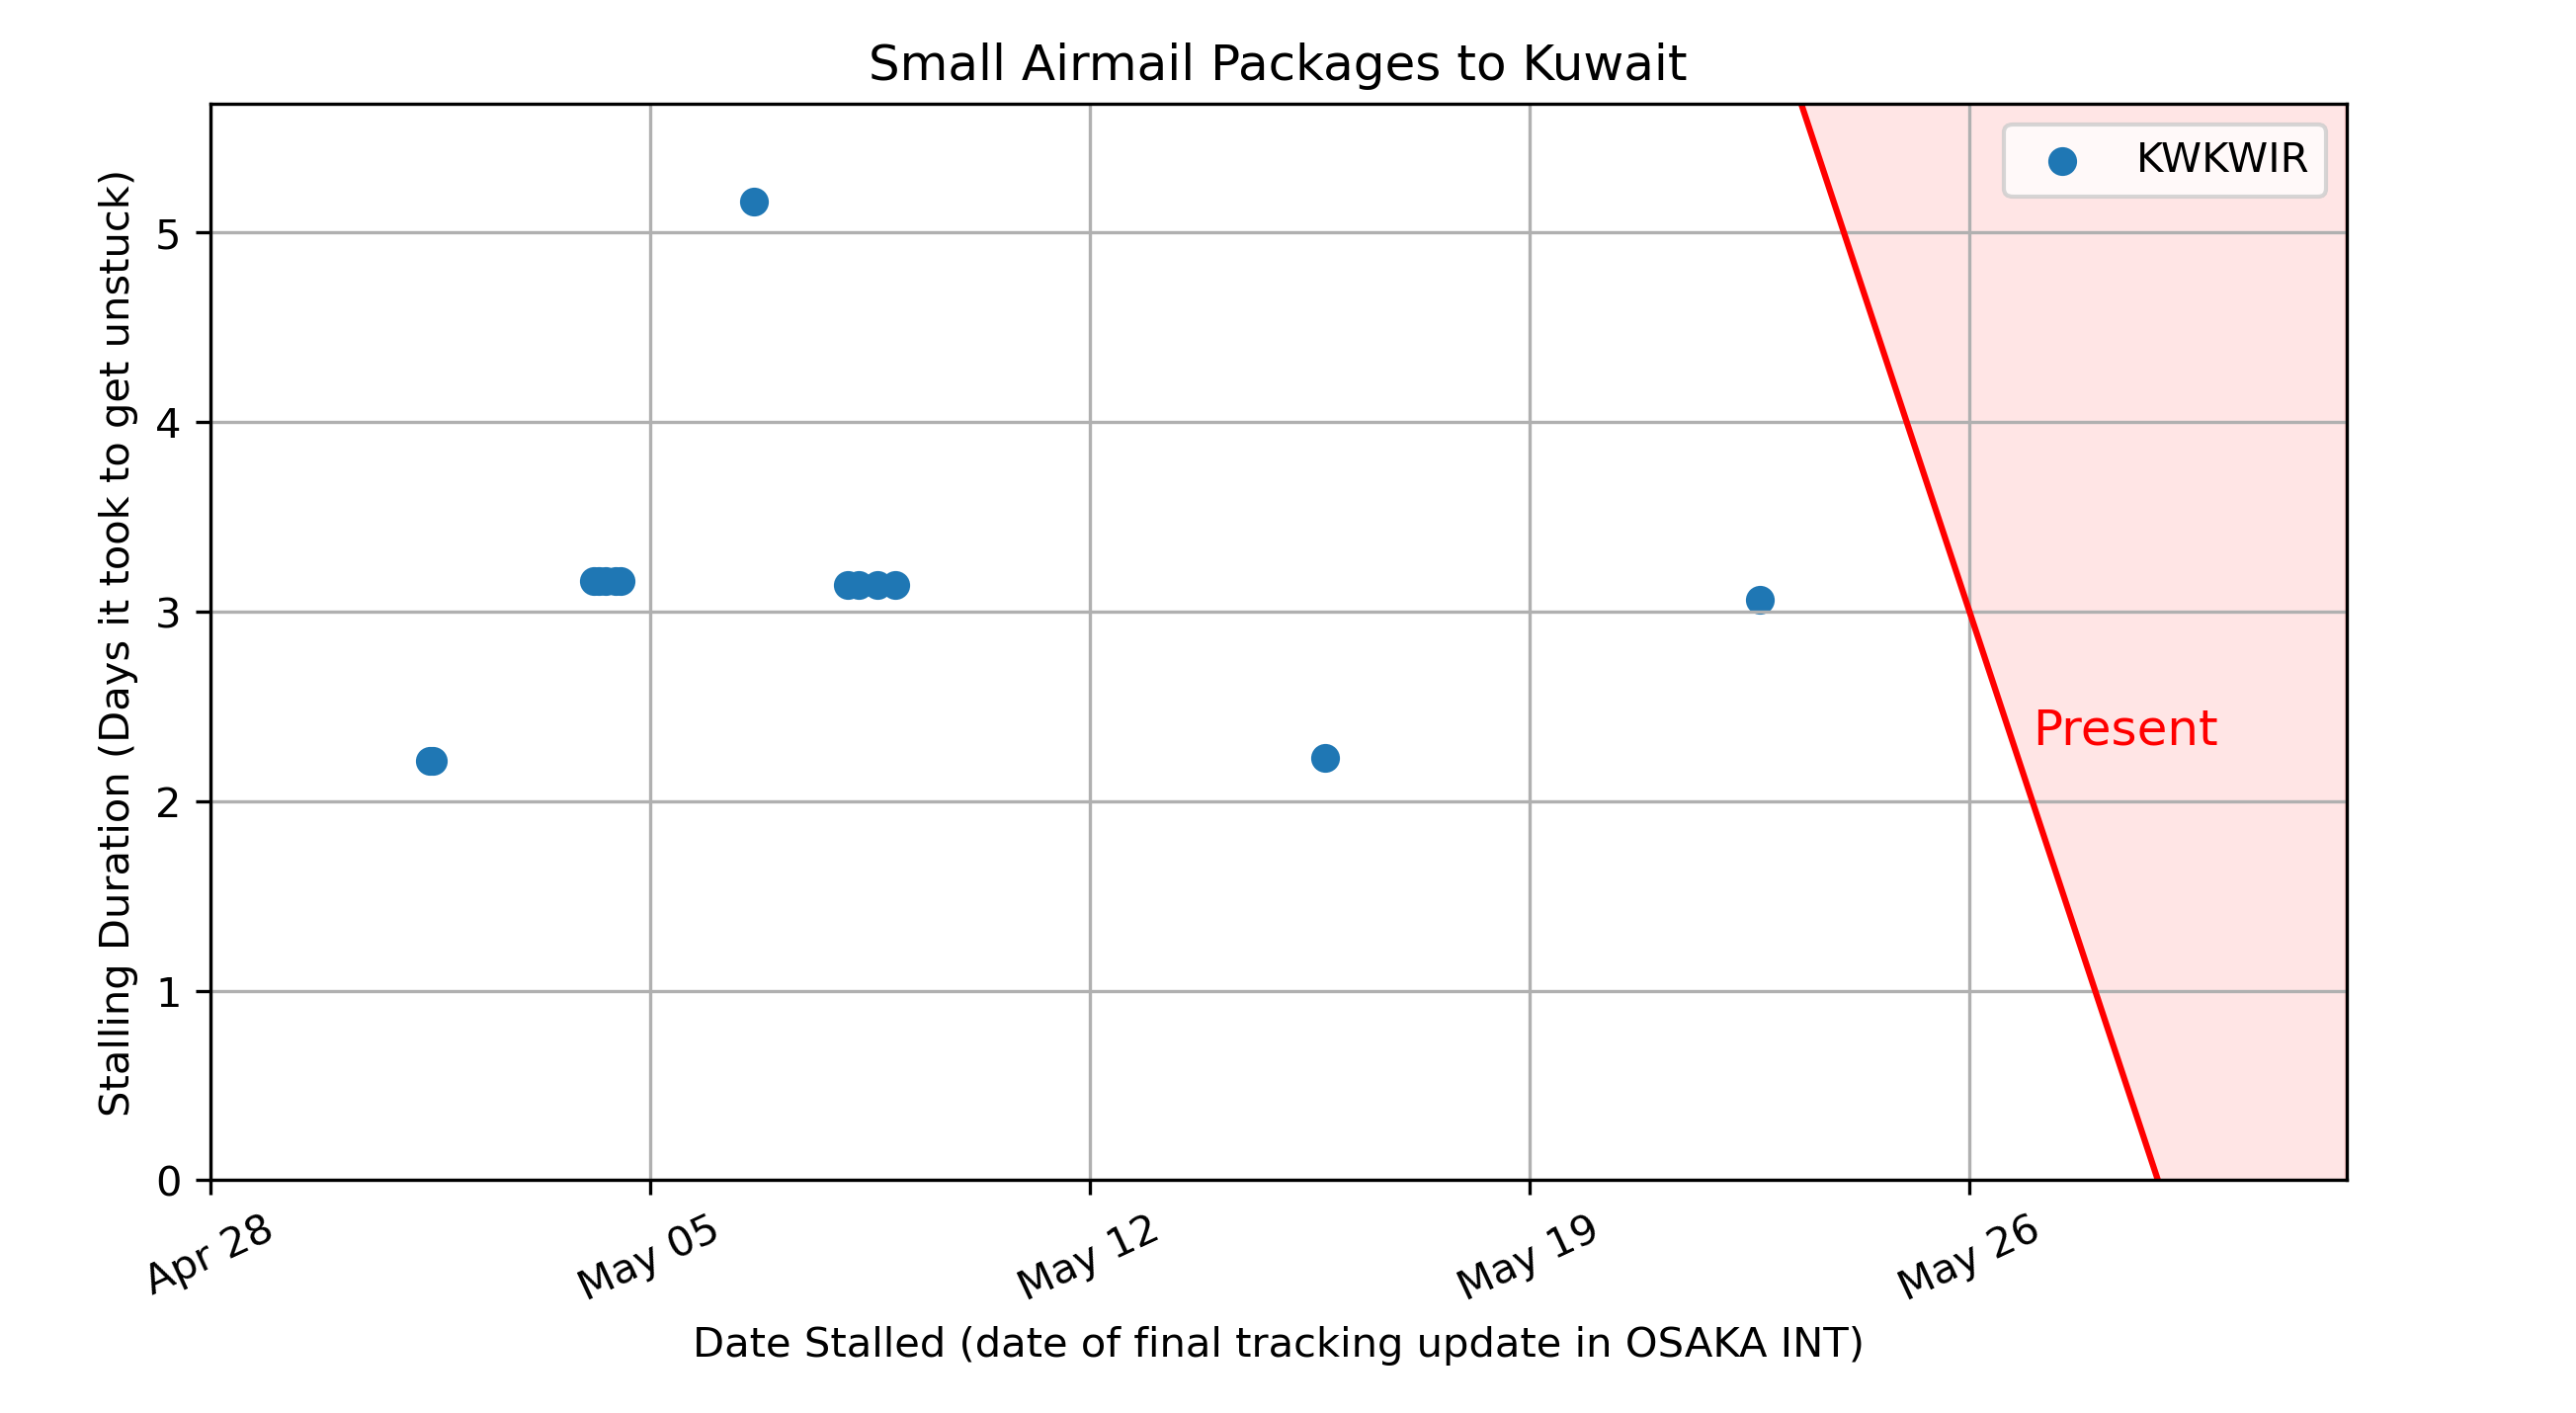 Small Airmail Packages to Kuwait
KWKWIR
Stalling Duration (Days it took to get unstuck)
5
4
3
2
1
0
Present
Apr 28
May 05
May 12
May 19
May 26
Date Stalled (date of final tracking update in OSAKA INT)